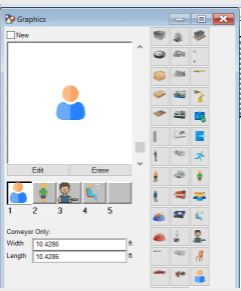 Graphics
New
Edit Erase
1 2 3 4 5
Conveyor Only:
Width 10.4286 ft
Length 10.4286 ft